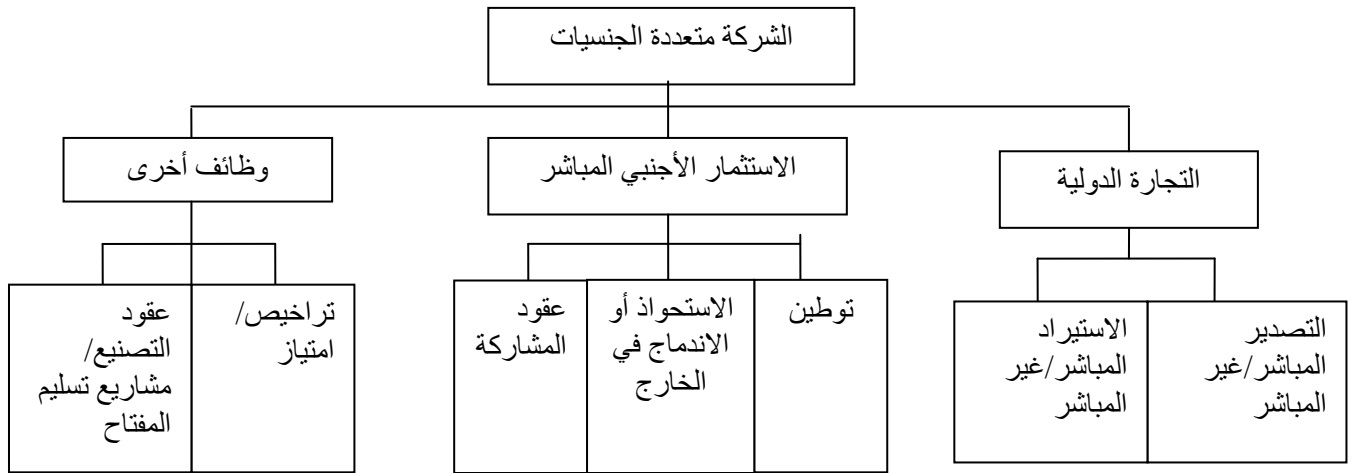 الشركة متعددة الجنسيات
التجارة الدولية
الاستثمار الأجنبي المباشر
وظائف أخرى
التصدير
المباشر/غير
المباشر
الاستيراد
المباشر/غير
المباشر
توطين
الاستحواذ أو
الاندماج في
الخارج
عقود
المشاركة
تراخيص/
امتياز
عقود
التصنيع/
مشاريع تسليم
المفتاح